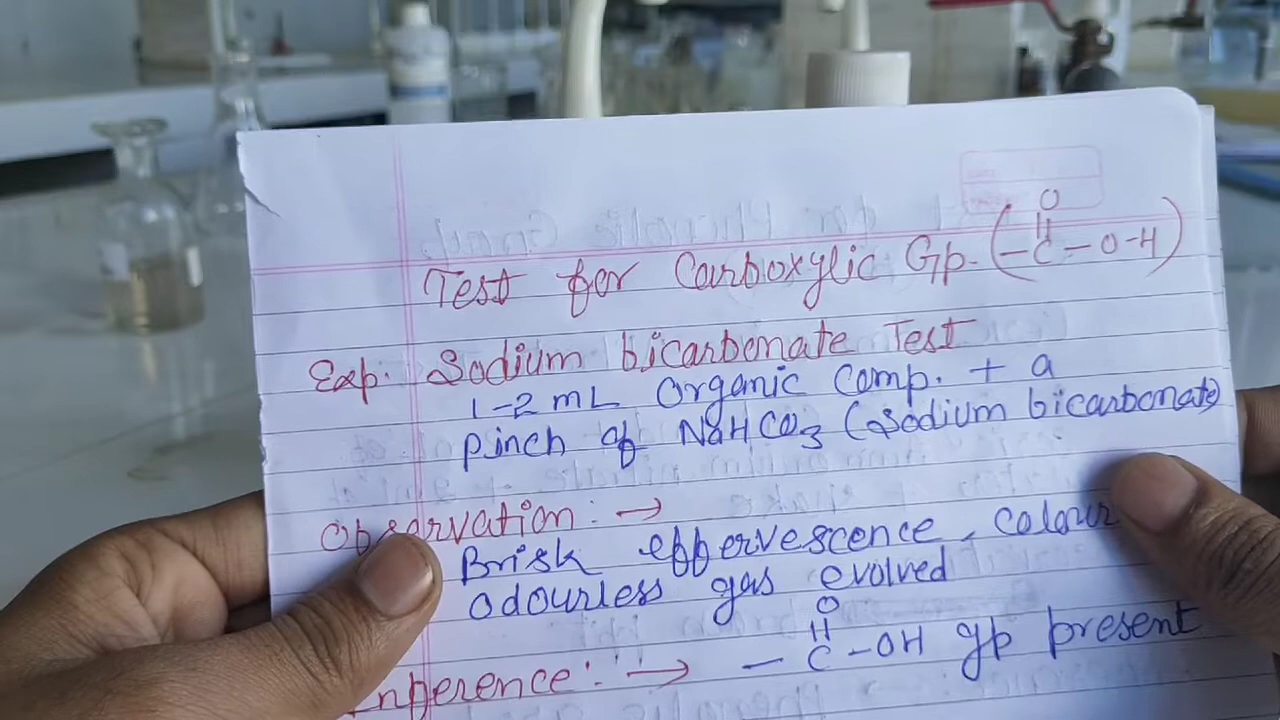 Test for Carboxylic Gp. (-C-O-H)
O
Exp. Sodium bicarbonate Test
1-2 mL Organic Comp. + a
pinch of NaHCO3 (sodium bicarbonate)
Observation: →
Brisk effervescence, colour
odourless gas evolved
O
nference: → -C-OH gp present